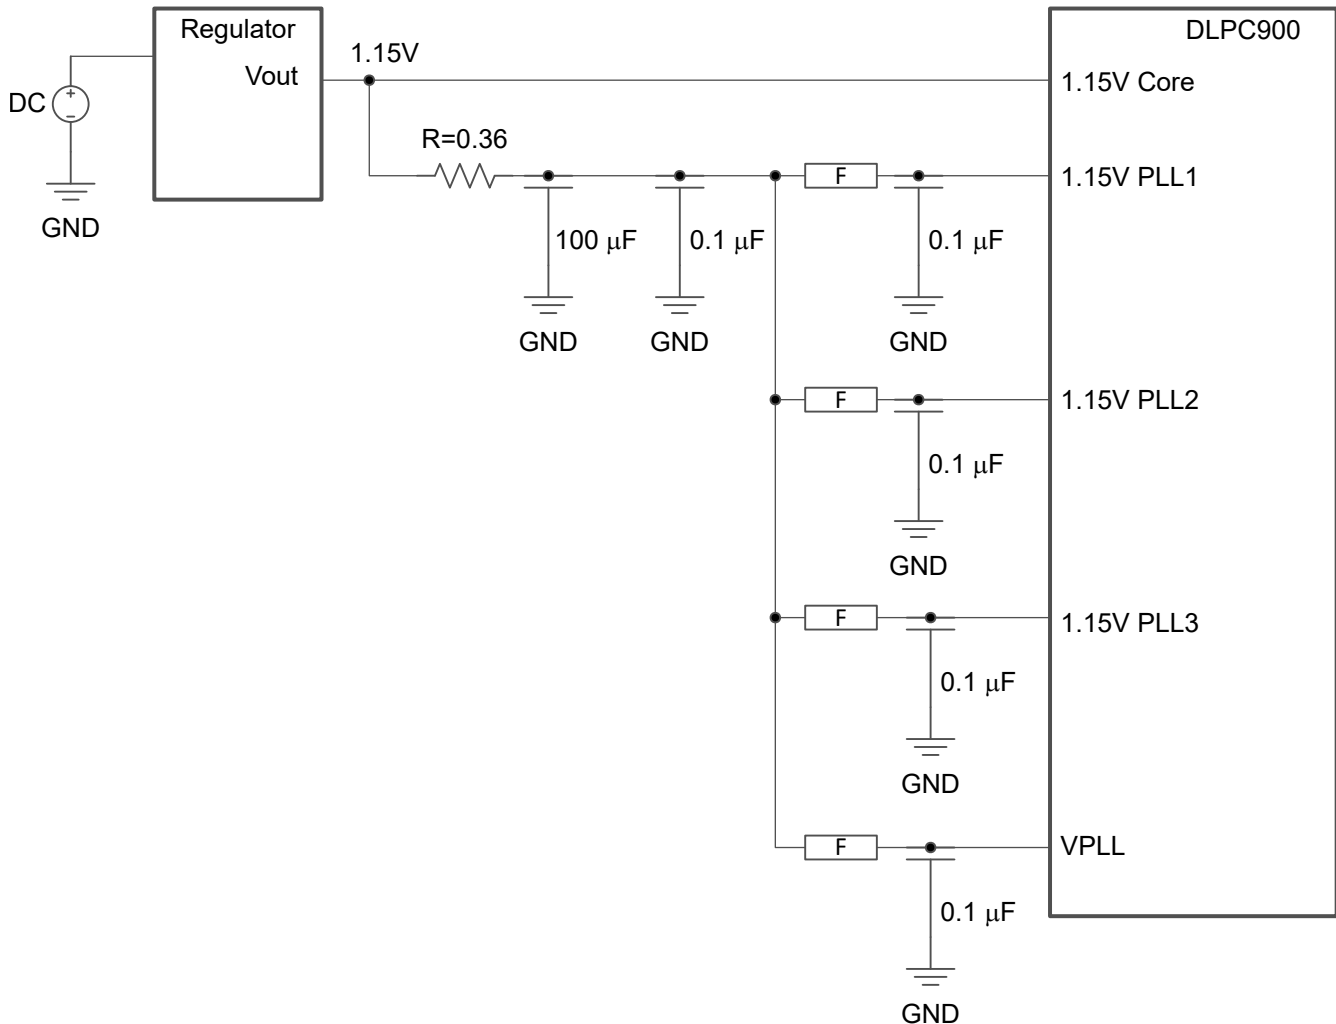 Regulator
DLPC900
1.15V
Vout
1.15V Core
DC
R=0.36
F
1.15V PLL1
GND
100 μF
0.1 μF
0.1 μF
GND
GND
GND
F
1.15V PLL2
0.1 μF
GND
F
1.15V PLL3
0.1 μF
GND
F
VPLL
0.1 μF
GND